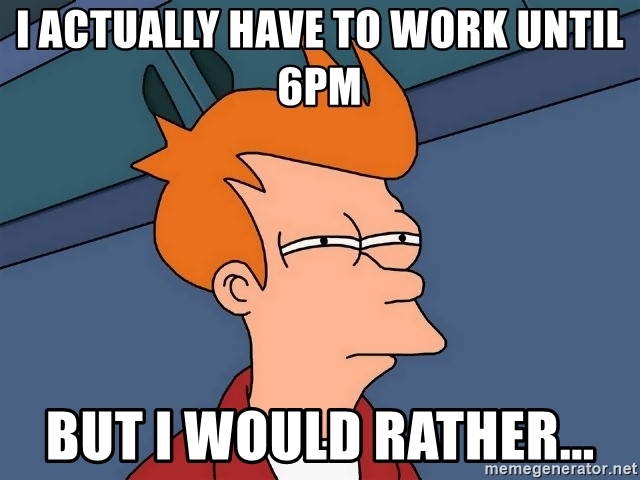 I ACTUALLY HAVE TO WORK UNTIL
6PM
BUT I WOULD RATHER...
memegenerator.net